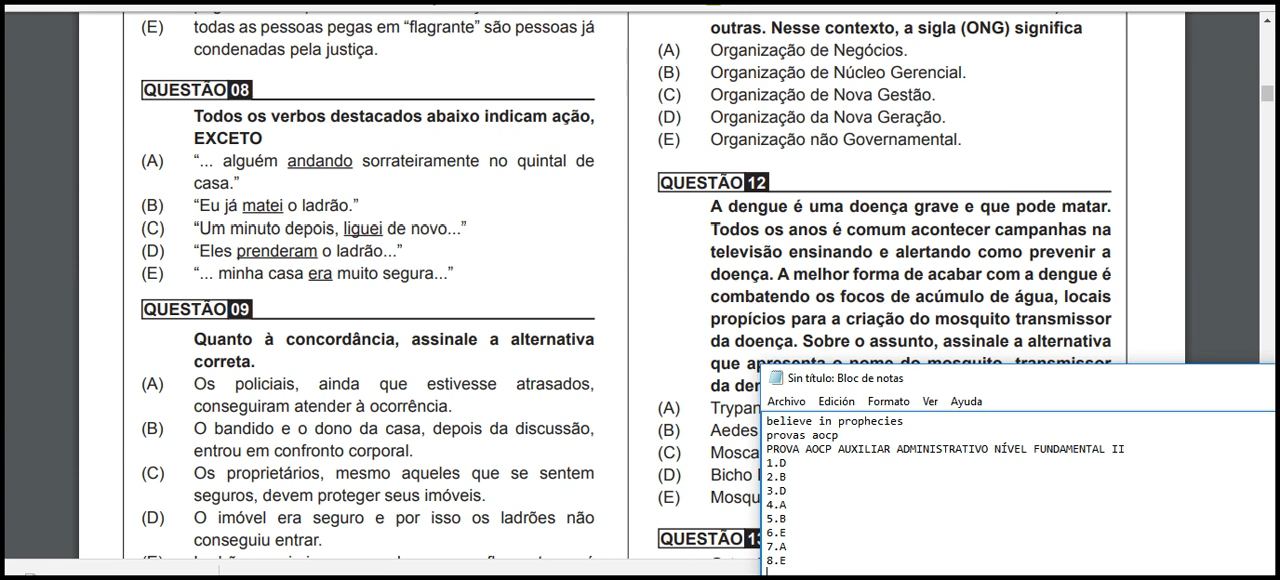 (E) todas as pessoas pegas em “flagrante” são pessoas já
condenadas pela justiça.
QUESTÃO 08
Todos os verbos destacados abaixo indicam ação,
EXCETO
(A) “... alguém andando sorrateiramente no quintal de
casa.”
(B) “Eu já matei o ladrão.”
(C) “Um minuto depois, liguei de novo...”
(D) “Eles prenderam o ladrão...”
(E) “... minha casa era muito segura...”
QUESTÃO 09
Quanto à concordância, assinale a alternativa
correta.
(A) Os policiais, ainda que estivesse atrasados,
conseguiram atender à ocorrência.
(B) O bandido e o dono da casa, depois da discussão,
entrou em confronto corporal.
(C) Os proprietários, mesmo aqueles que se sentem
seguros, devem proteger seus imóveis.
(D) O imóvel era seguro e por isso os ladrões não
conseguiu entrar.
outras. Nesse contexto, a sigla (ONG) significa
(A) Organização de Negócios.
(B) Organização de Núcleo Gerencial.
(C) Organização de Nova Gestão.
(D) Organização da Nova Geração.
(E) Organização não Governamental.
QUESTÃO 12
A dengue é uma doença grave e que pode matar.
Todos os anos é comum acontecer campanhas na
televisão ensinando e alertando como prevenir a
doença. A melhor forma de acabar com a dengue é
combatendo os focos de acúmulo de água, locais
propícios para a criação do mosquito transmissor
da doença. Sobre o assunto, assinale a alternativa
que apresenta o nome do mosquito, transmissor
da
(A)
(B) Aedes
(C)
(D) Bicho
(E)
QUESTÃO
Sin título: Bloc de notas
Archivo Edición Formato Ver Ayuda
believe in prophecies
provas aocp
PROVA AOCP AUXILIAR ADMINISTRATIVO NÍVEL FUNDAMENTAL II
1.D
2.B
3.D
4.A
5.B
6.E
7.A
8.E